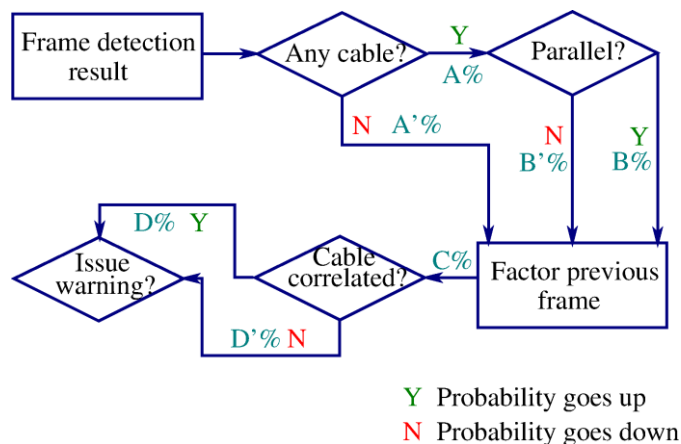 Frame detection
result
Any cable?
Y
A%
Parallel?
N A'%
N
B'%
Y
B%
D% Y
Issue
warning?
Cable
correlated?
C%
Factor previous
frame
D'% N
Y Probability goes up
N Probability goes down